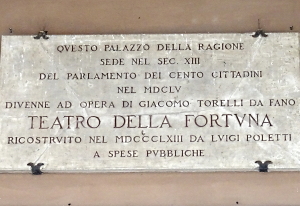 QVESTO PALAZZO DELLA RAGIONE
SEDE NEL SEC. XIII
DEL PARLAMENTO DEI CENTO CITTADINI
NEL MDCLV
DIVENNE AD OPERA DI GIACOMO TORELLI DA FANO
TEATRO DELLA FORTVNA
RICOSTRVITO NEL MDCCCLXIII DA LVIGI POLETTI
A SPESE PVBBLICHE